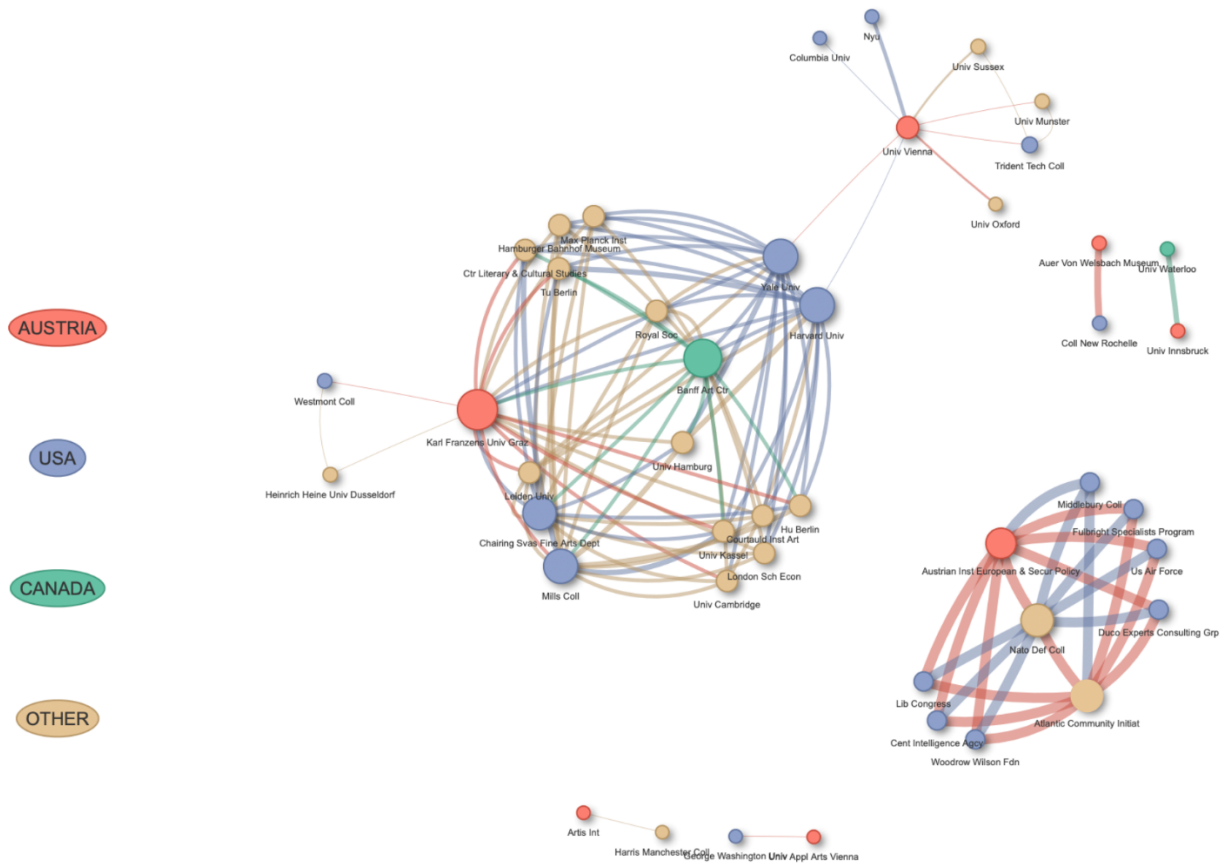 Nyu
Columbia Univ
Univ Sussex
Univ Munster
Univ Vienna
Trident Tech Coll
Univ Oxford
Max Planck Inst
Hamburger Bahnhof Museum
Auer Von Welsbach Museum
Univ Waterloo
Ctr Literary & Cultural Studies
Yale Univ
Tu Berlin
AUSTRIA
Royal Soc
Harvard Univ
Coll New Rochelle
Univ Innsbruck
Banff Art Ctr
Westmont Coll
Karl Franzens Univ Graz
USA
Univ Hamburg
Heinrich Heine Univ Dusseldorf
Leiden Univ
Middlebury Coll
Hu Berlin
Fulbright Specialists Program
Chairing Svas Fine Arts Dept
Courtauld Inst Art
Univ Kassel
Austrian Inst European & Secur Policy
Us Air Force
London Sch Econ
CANADA
Mills Coll
Univ Cambridge
Duco Experts Consulting Grp
Nato Def Coll
Lib Congress
OTHER
Atlantic Community Initiat
Cent Intelligence Agcy
Woodrow Wilson Fdn
Artis Int
Harris Manchester Coll
George Washington Univ
Univ Appl Arts Vienna